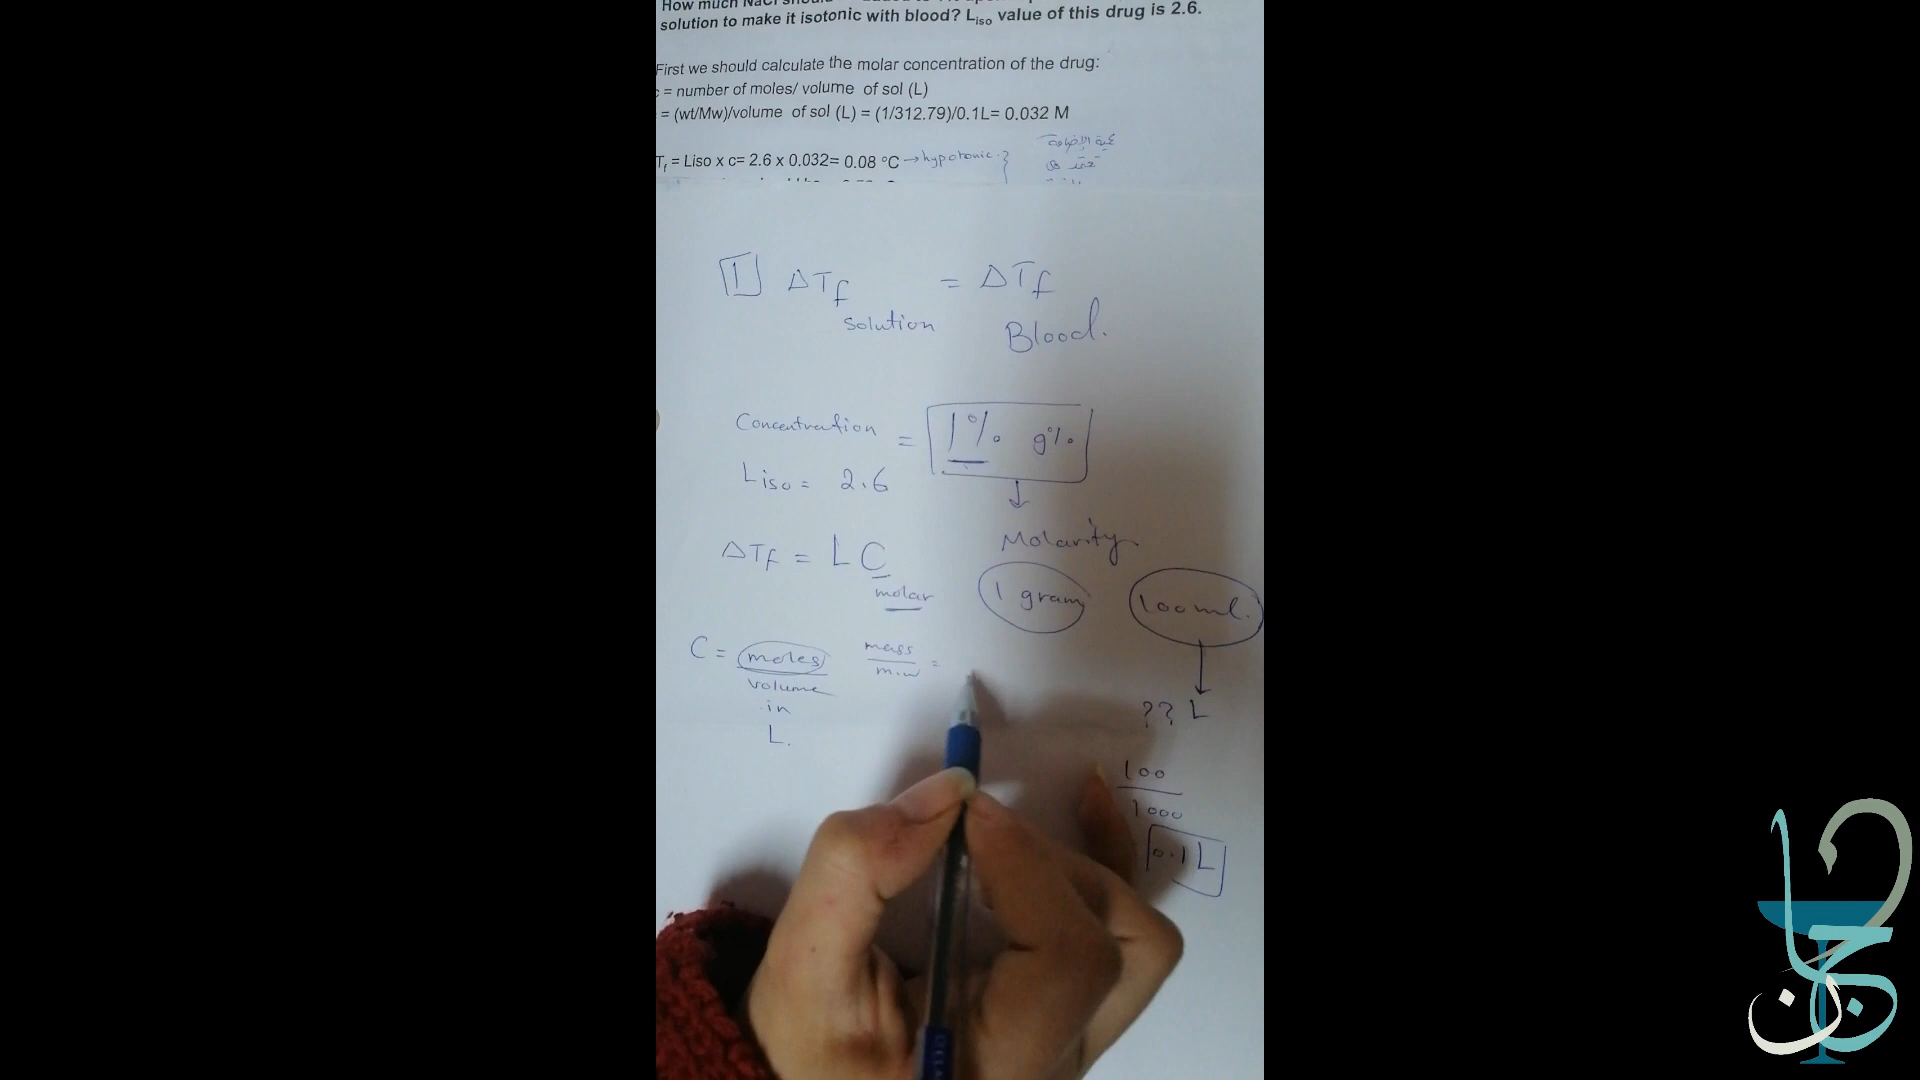 How much NaCl
solution to make it isotonic with blood? Liso value of this drug is 2.6.
First we should calculate the molar concentration of the drug:
= number of moles/ volume of sol (L)
= (wt/Mw)/volume of sol (L) = (1/312.79)/0.1L= 0.032 M
Tf = Liso x c= 2.6 x 0.032= 0.08 °C → hypotonic
1 ΔTf solution = ΔTf Blood.
Concentration = 1% g%
Liso = 2.6
Molarity
ΔTf = L C
molar
1 gram
100 ml.
C = moles
volume
in
L.
mass
m.w
=
?? L
100
1000
0.1 L